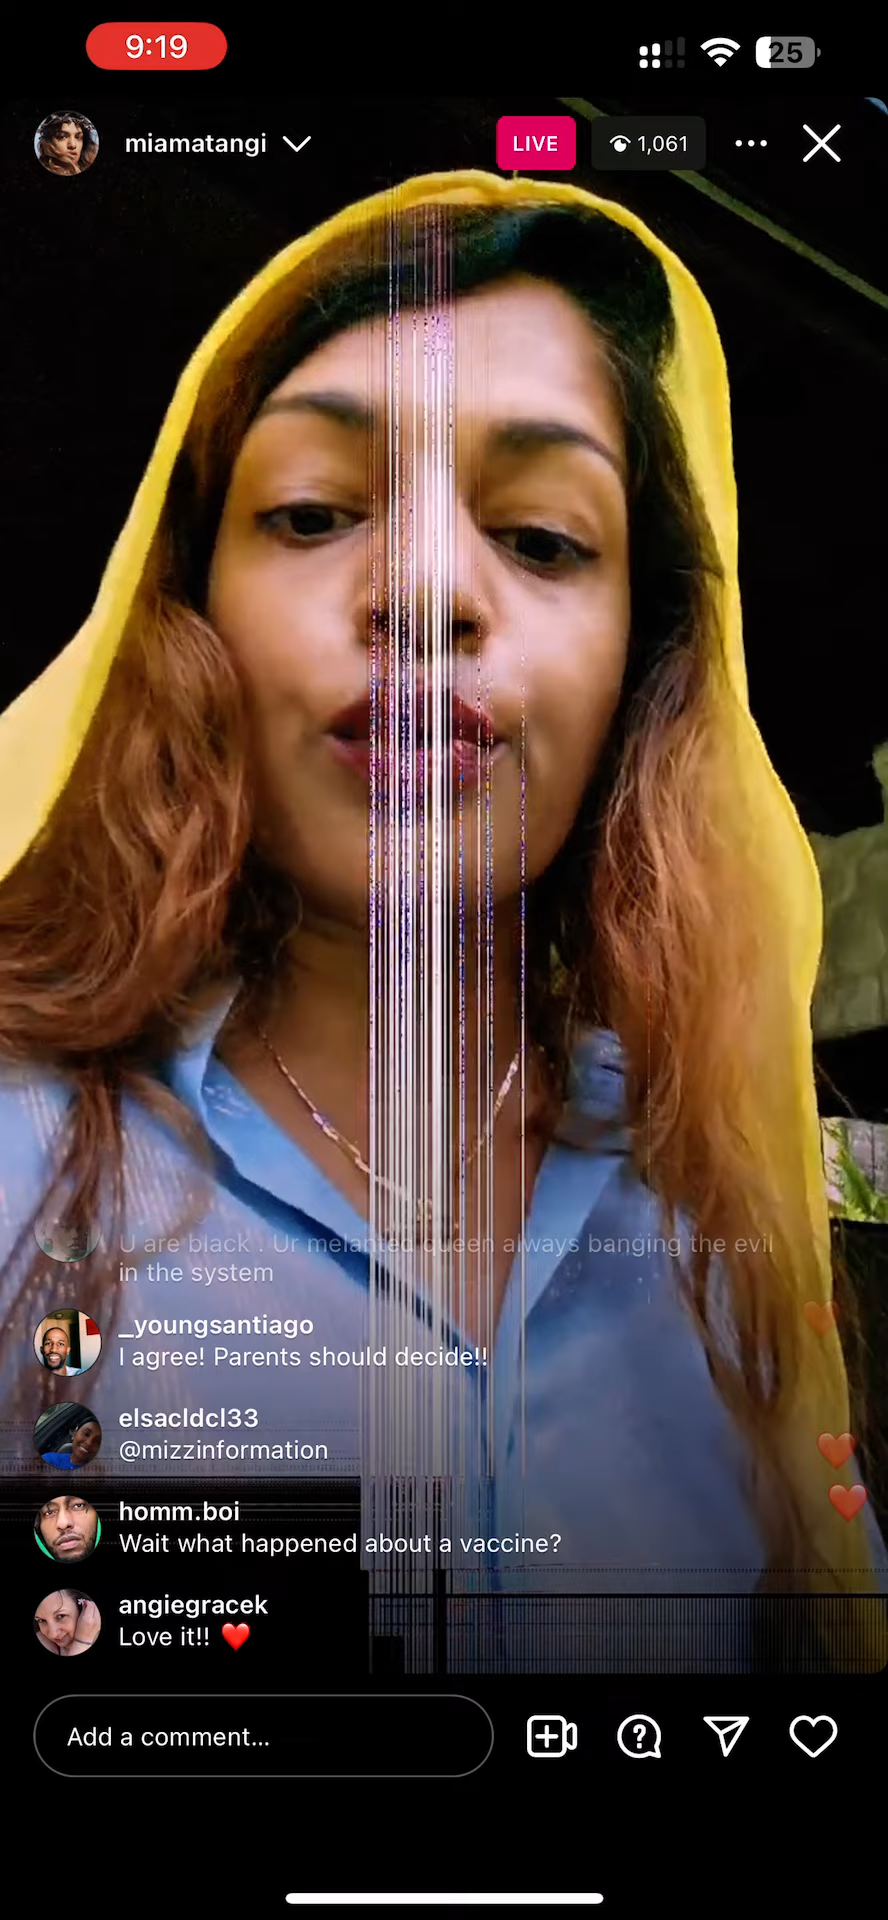 9:19
25
miamatangi
LIVE
1,061
U are black . Ur melanted queen always banging the evil
in the system
_youngsantiago
I agree! Parents should decide!!
elsacldcl33
@mizzinformation
homm.boi
Wait what happened about a vaccine?
angiegracek
Love it!! ❤️
Add a comment...